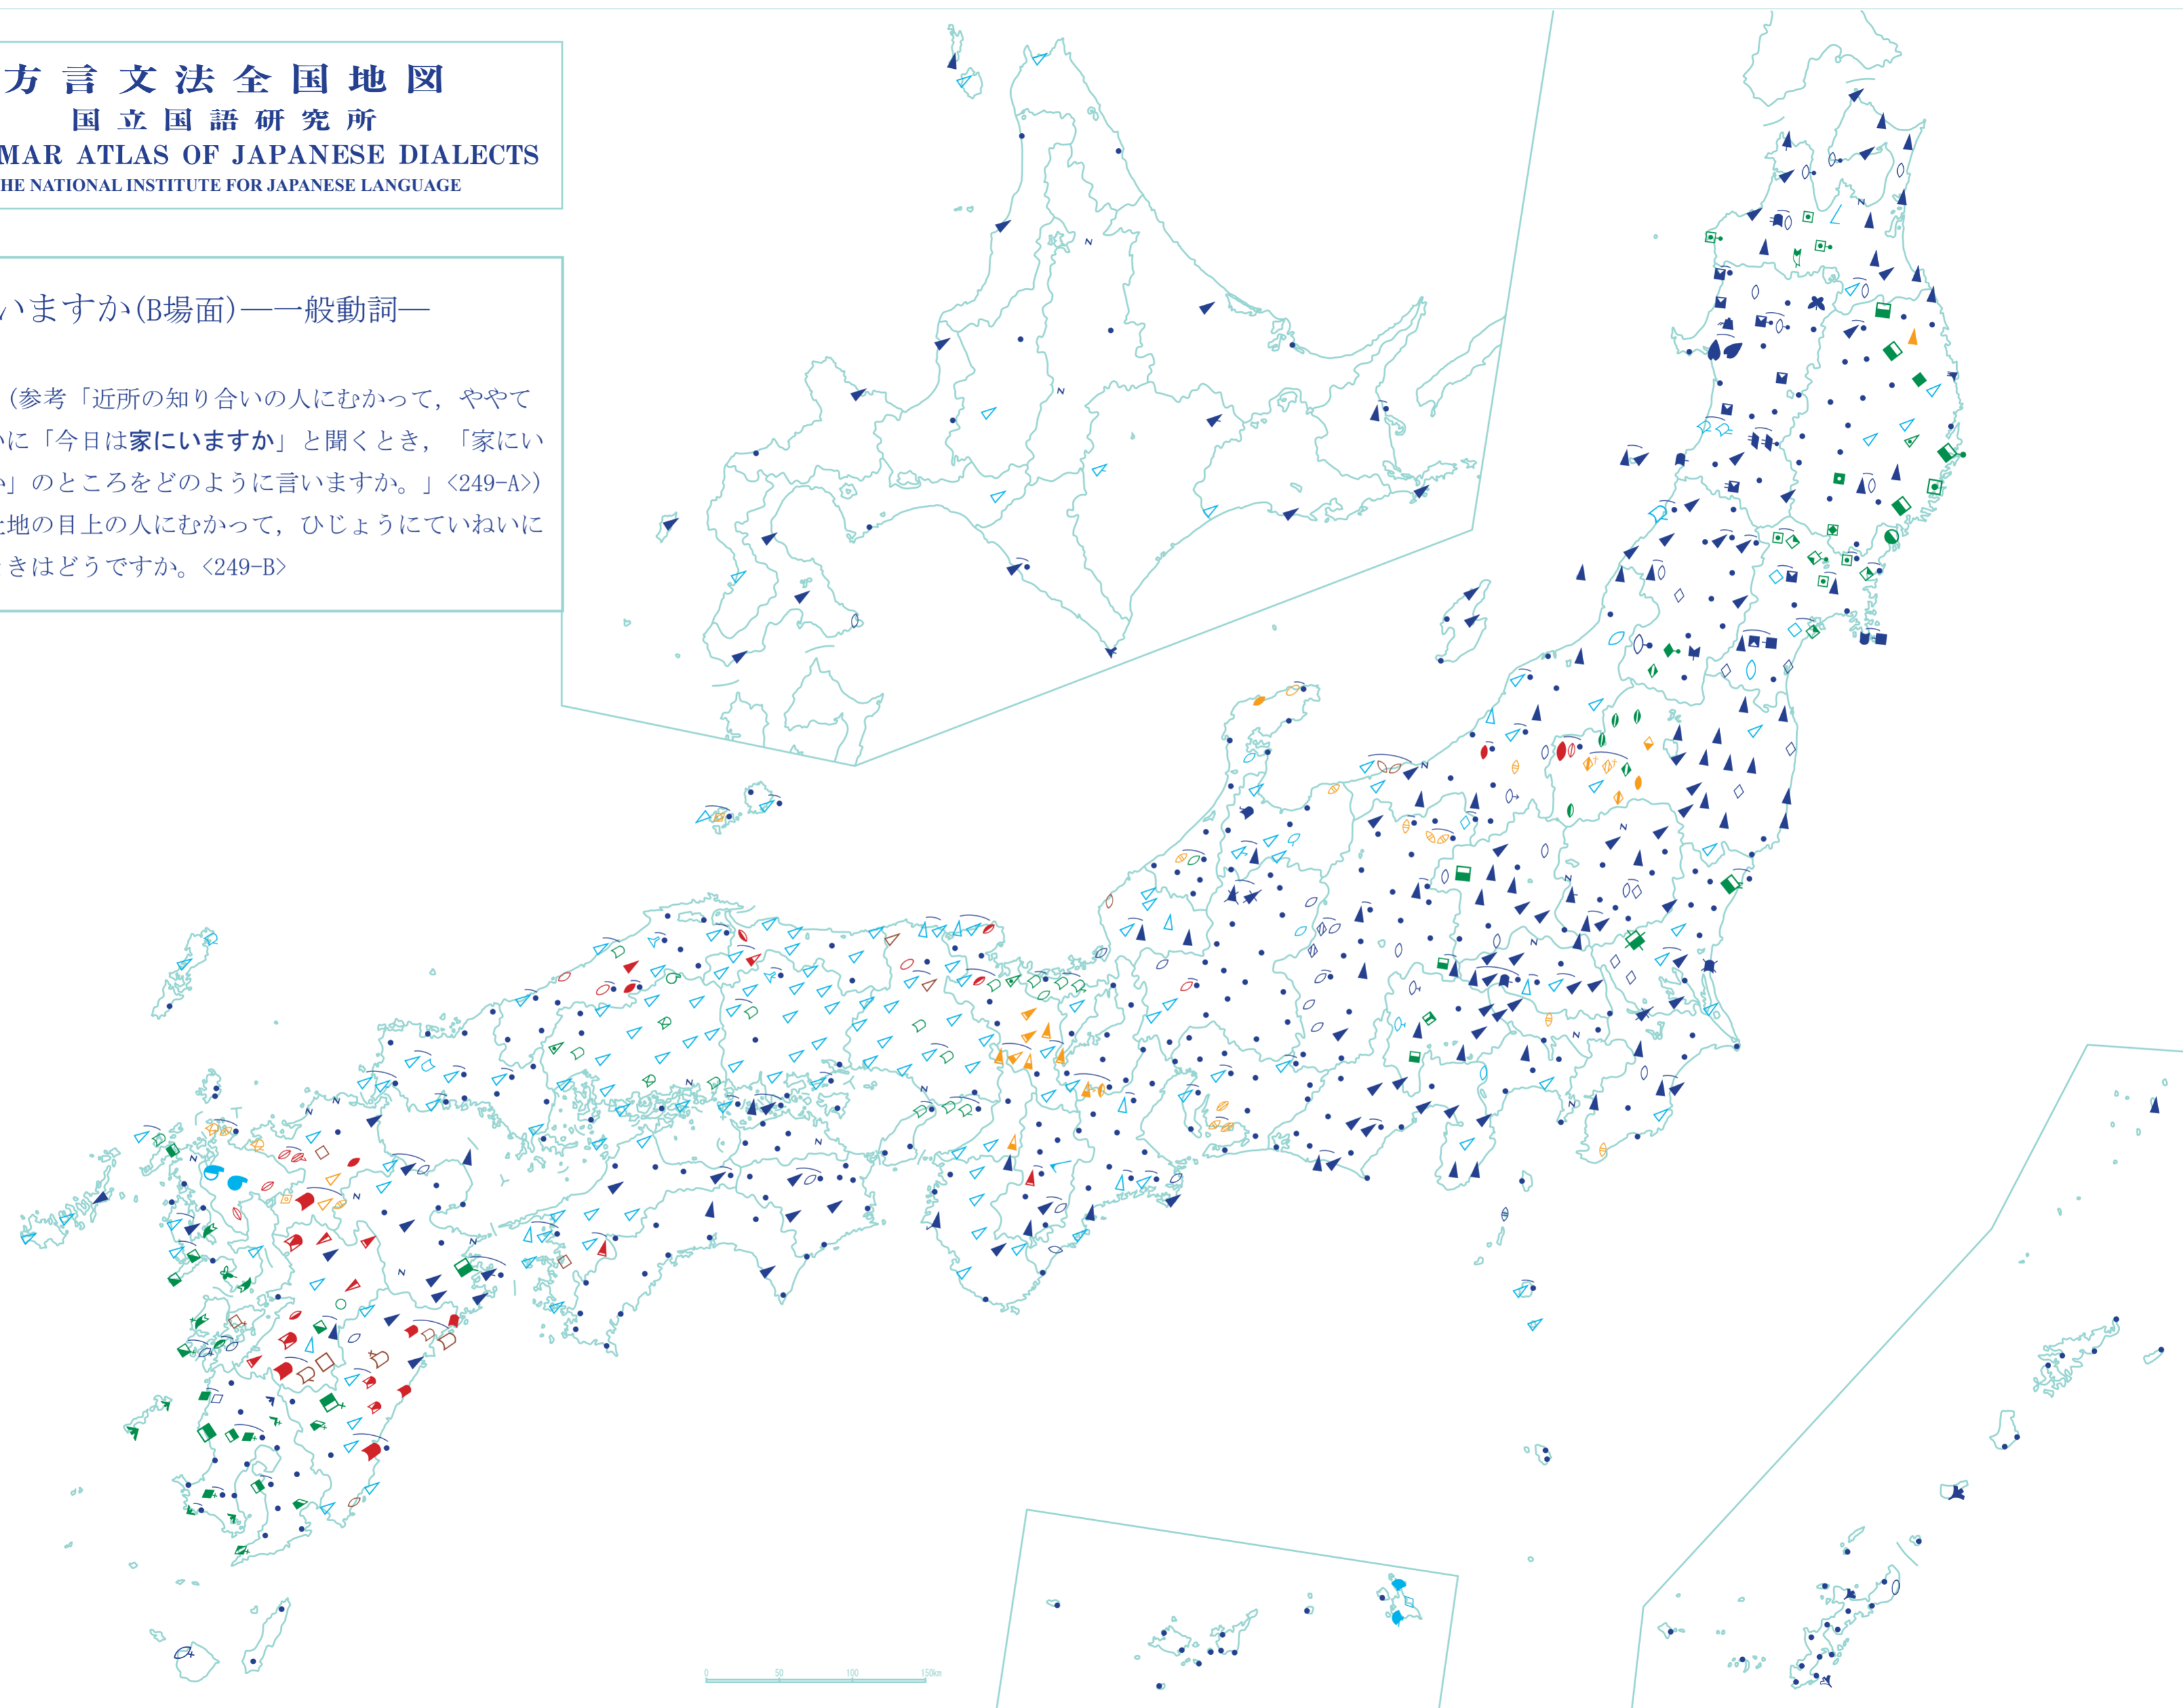 方言文法全国地図
国立国語研究所
MAR ATLAS OF JAPANESE DIALECTS
HE NATIONAL INSTITUTE FOR JAPANESE LANGUAGE
いますか(B場面)―一般動詞―
(参考「近所の知り合いの人にむかって，ややて
いに「今日は家にいますか」と聞くとき，「家にい
か」のところをどのように言いますか。」<249-A>)
土地の目上の人にむかって，ひじょうにていねいに
きはどうですか。<249-B>
0 50 100 150km